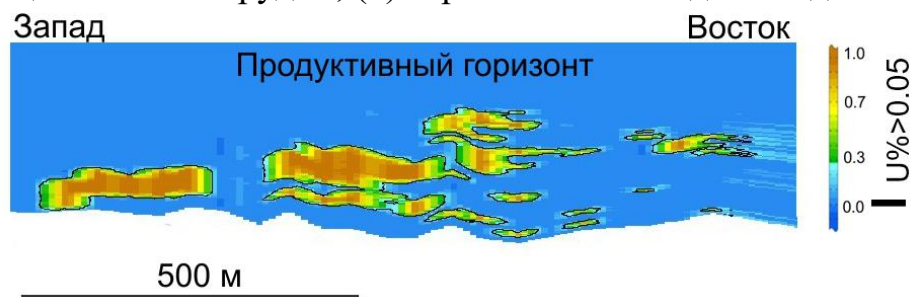 Запад
Восток
Продуктивный горизонт
1.0
0.7
0.3
0.0
U%>0.05
500 м